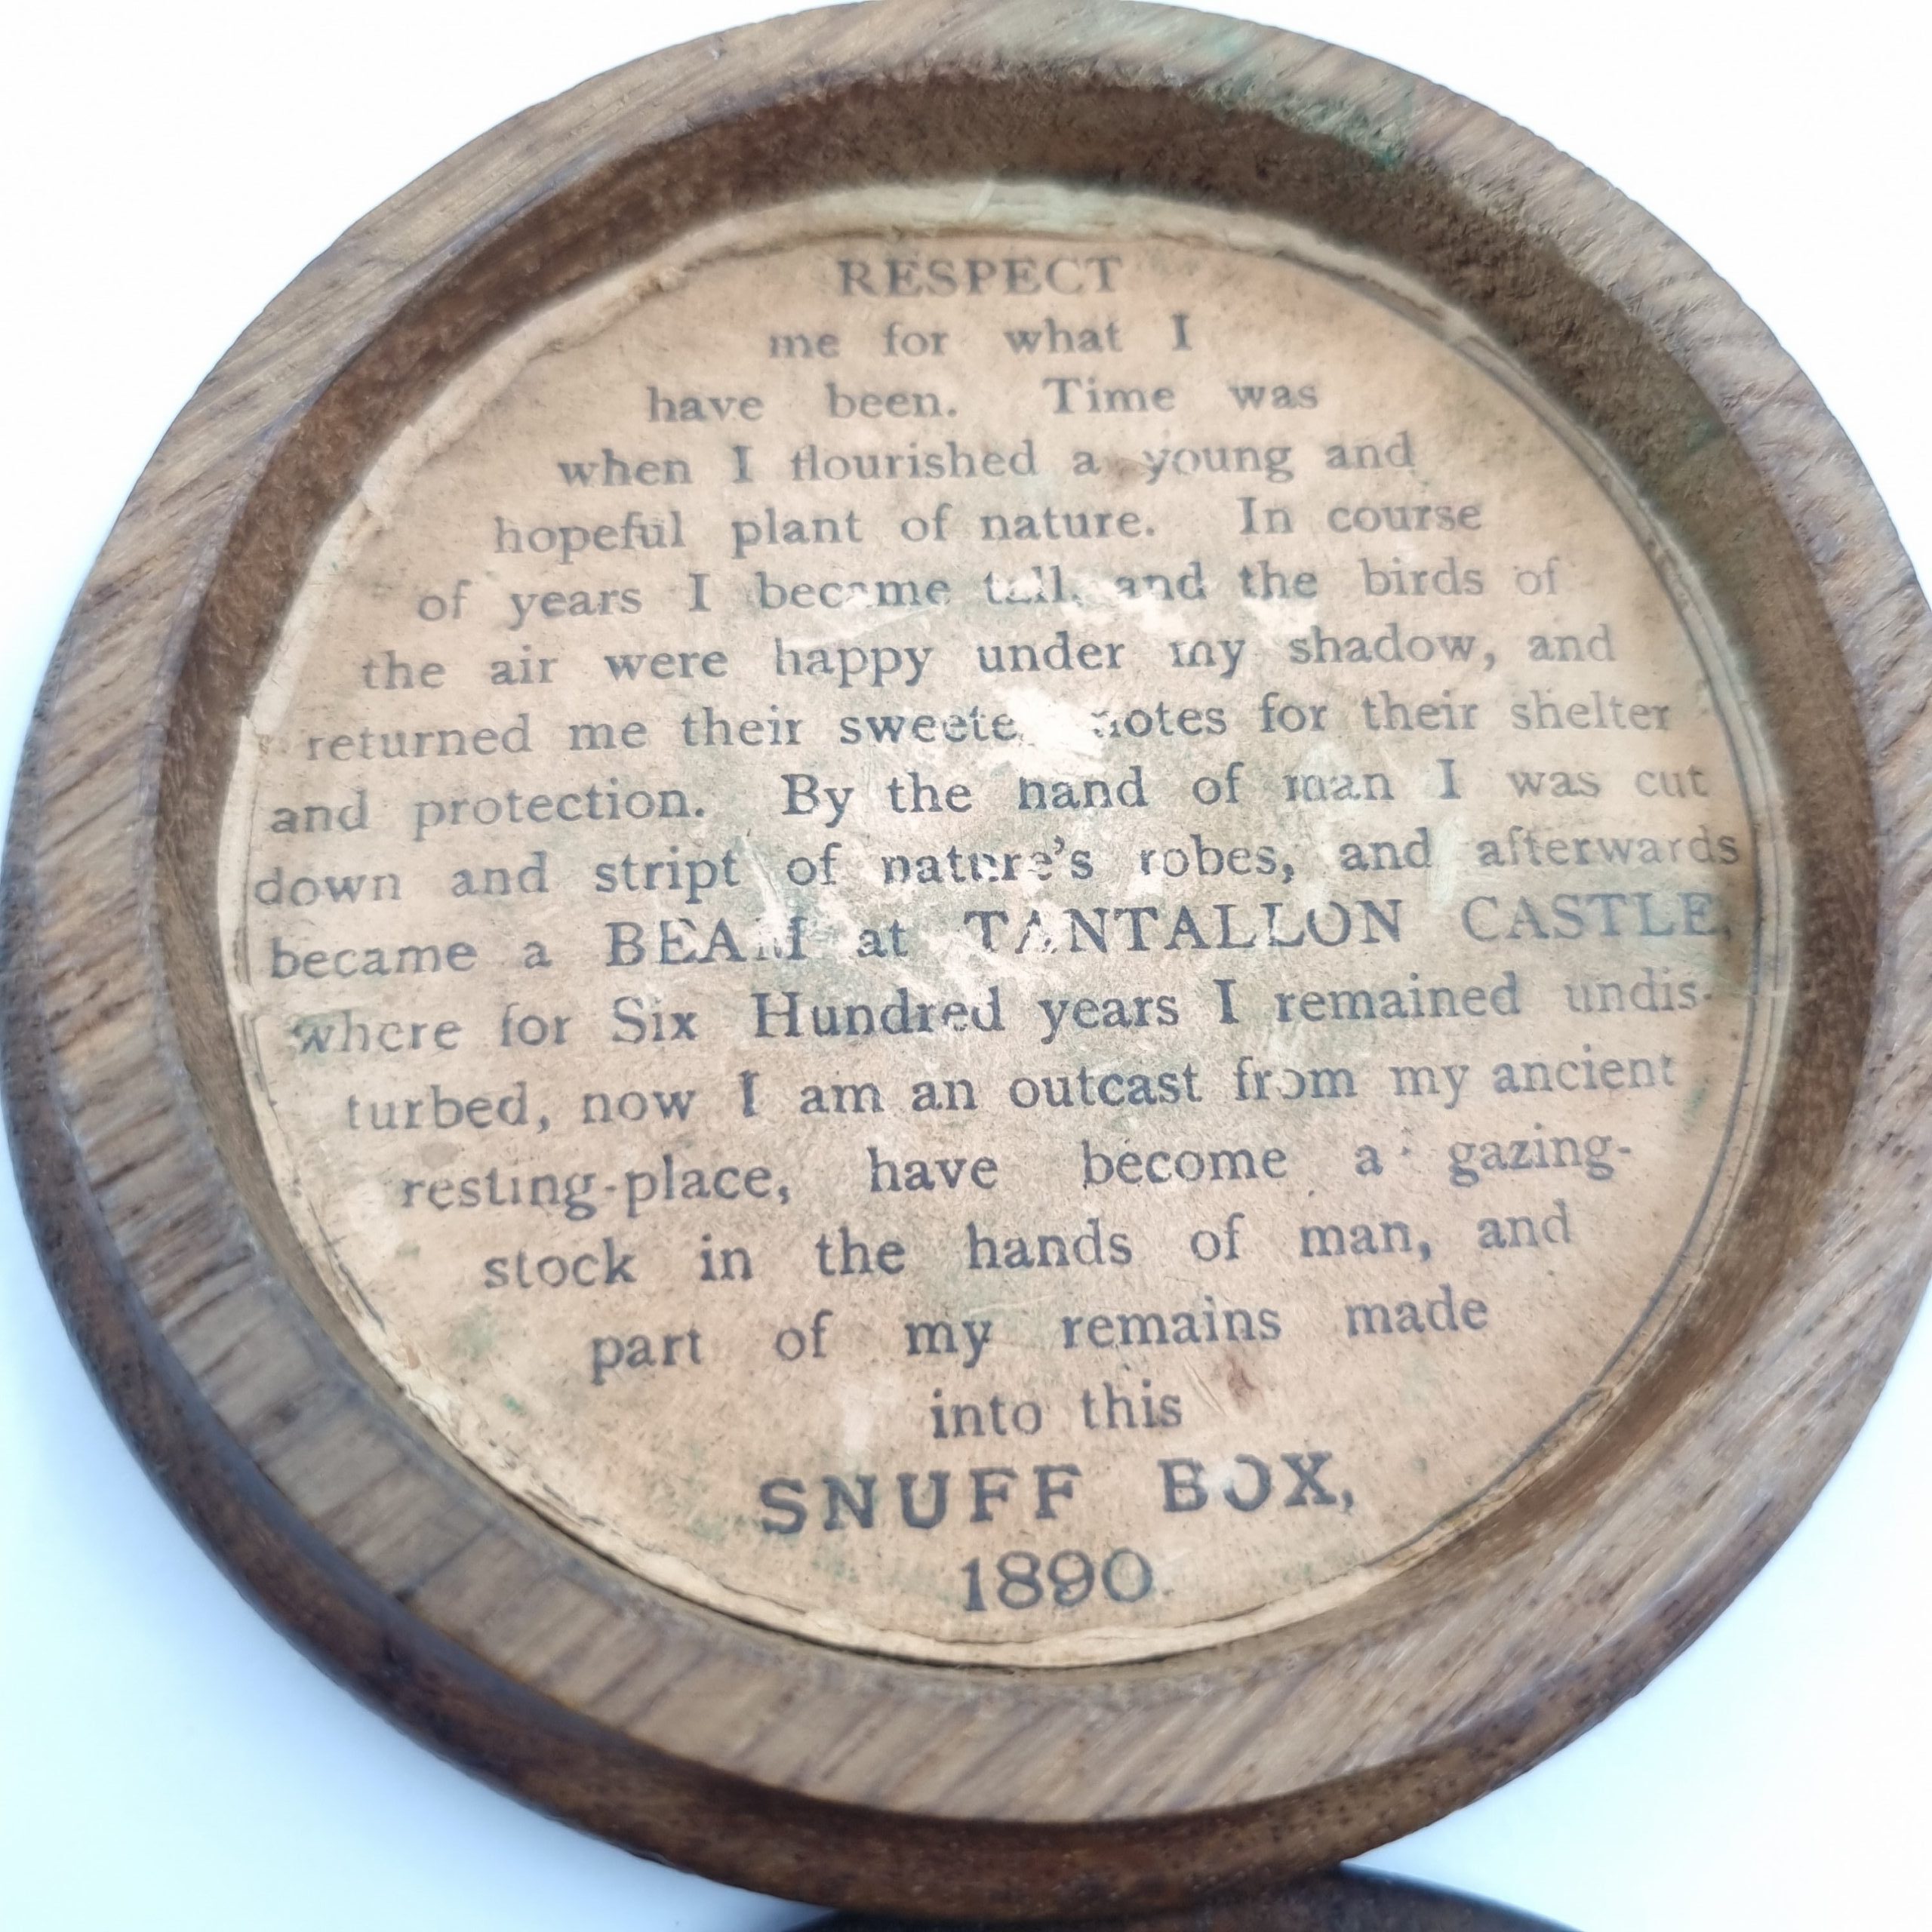 RESPECT
me for what I
have been. Time was
when I flourished a young and
hopeful plant of nature. In course
of years I became tall, and the birds of
the air were happy under my shadow, and
returned me their sweetest notes for their shelter
and protection. By the hand of man I was cut
down and stript of nature's robes, and afterwards
became a BEAM at TANTALLON CASTLE,
where for Six Hundred years I remained undis-
turbed, now I am an outcast from my ancient
resting-place, have become a gazing-
stock in the hands of man, and
part of my remains made
into this
SNUFF BOX,
1890